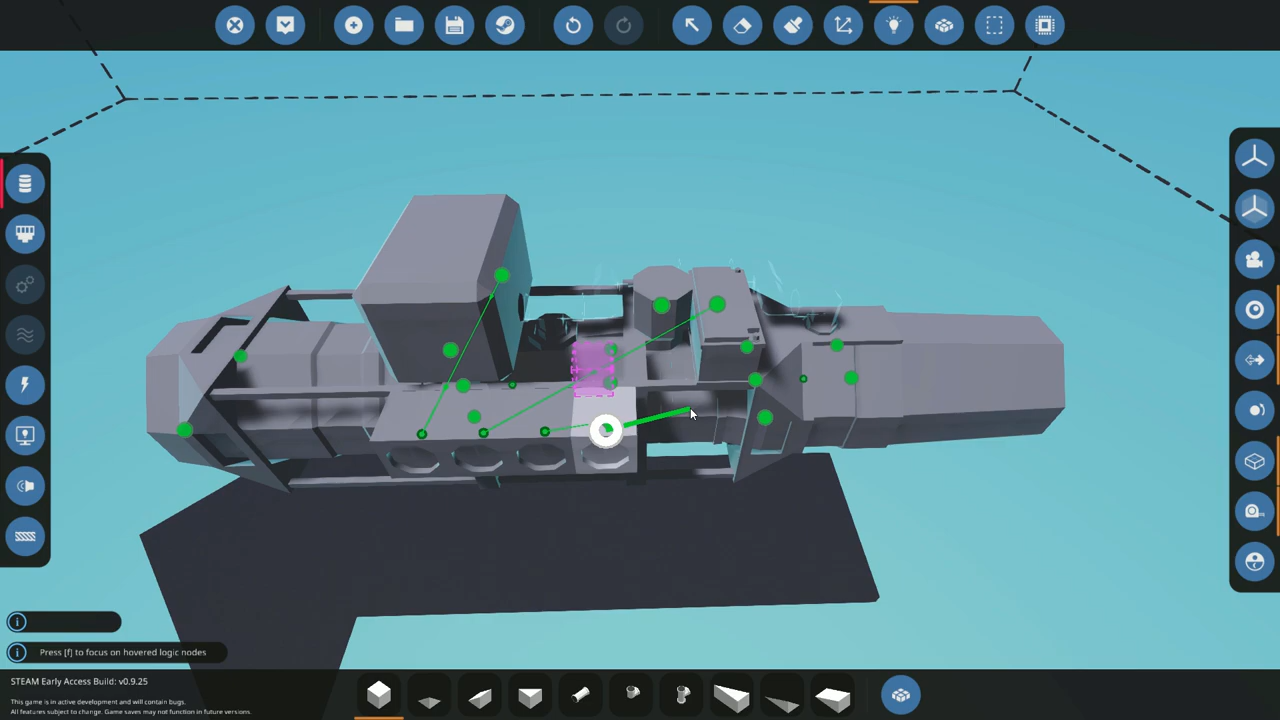 Press [f] to focus on hovered logic nodes
STEAM Early Access Build: v0.9.25
This game is in active development and will contain bugs.
All features subject to change. Game saves may not function in future versions.